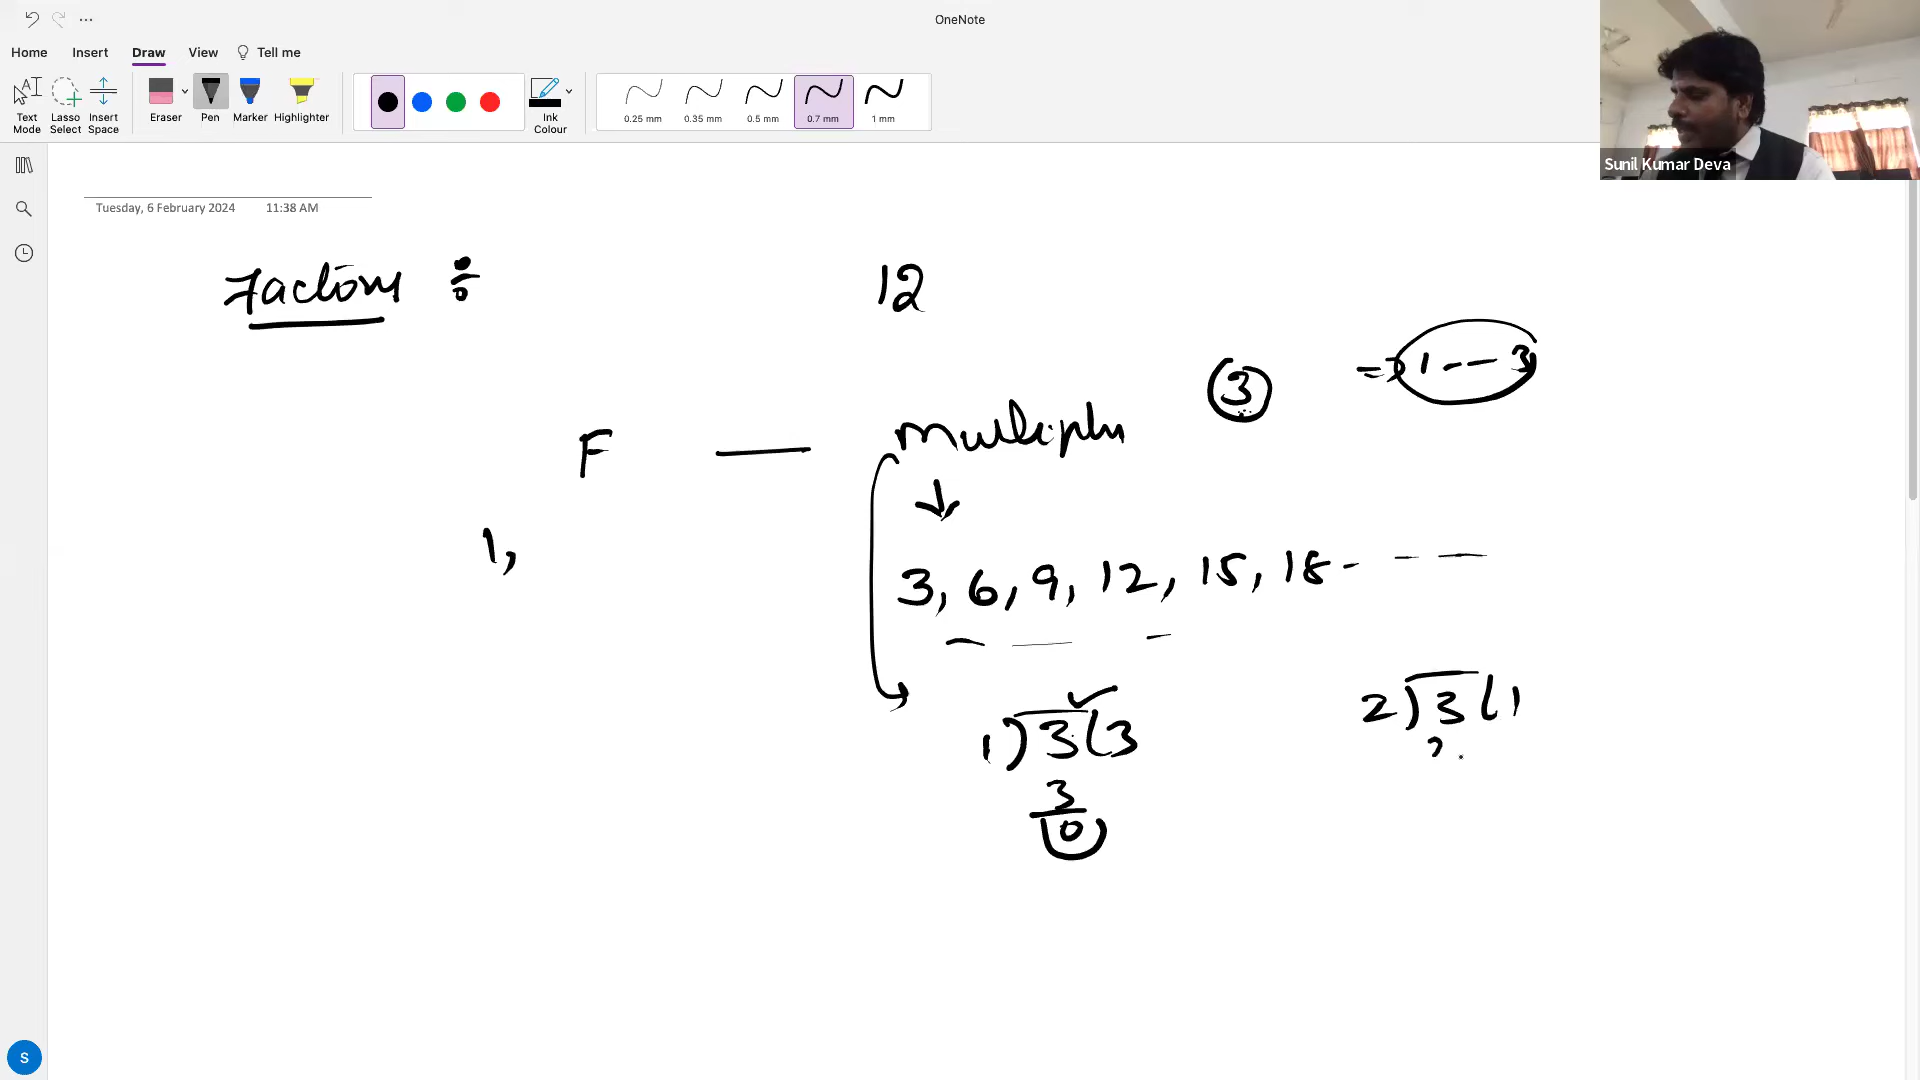 OneNote
Home Insert Draw View Tell me
Text Mode Lasso Select Insert Space Eraser Pen Marker Highlighter Ink Colour 0.25 mm 0.35 mm 0.5 mm 0.7 mm 1 mm
Sunil Kumar Deva
Tuesday, 6 February 2024 11:38 AM
Factors ÷ 12
3 => 1 --- 3
F — multiples
↓
1,
3, 6, 9, 12, 15, 18 - - -
1)3(3 ✓
3
0
2)3(1
2
S